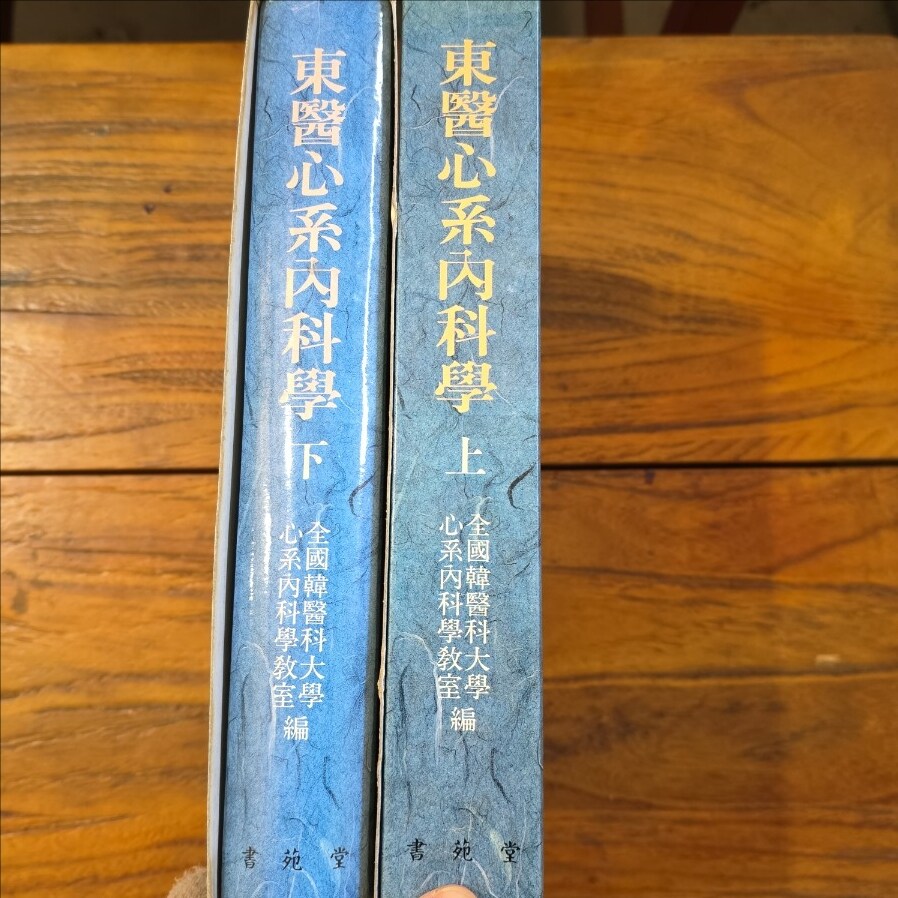 東醫心系內科學 下
全國韓醫科大學
心系內科學敎室 編
書苑堂
東醫心系內科學 上
全國韓醫科大學
心系內科學敎室 編
書苑堂